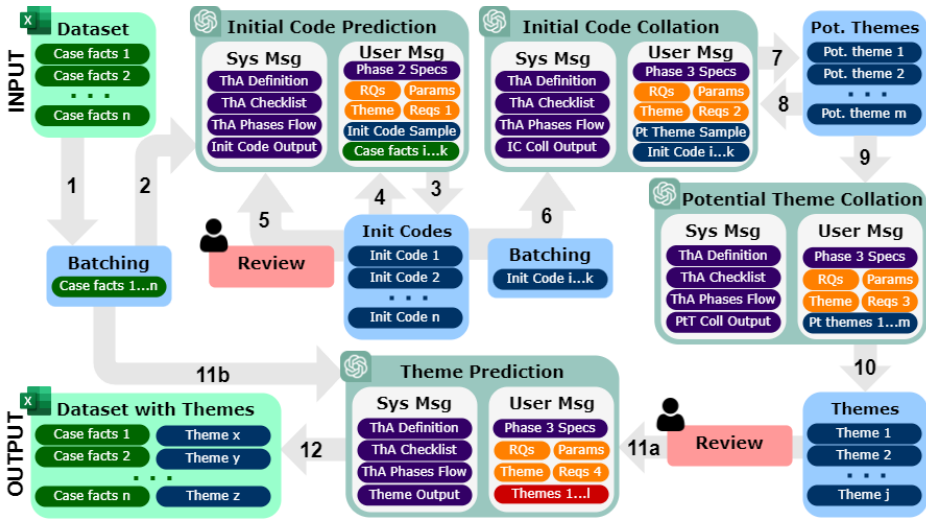 INPUT
Dataset
Case facts 1
Case facts 2
. . .
Case facts n
Initial Code Prediction
Sys Msg
ThA Definition
ThA Checklist
ThA Phases Flow
Init Code Output
User Msg
Phase 2 Specs
RQs
Params
Theme
Reqs 1
Init Code Sample
Case facts i...k
Initial Code Collation
Sys Msg
ThA Definition
ThA Checklist
ThA Phases Flow
IC Coll Output
User Msg
Phase 3 Specs
RQs
Params
Theme
Reqs 2
Pt Theme Sample
Init Code i...k
7
8
Pot. Themes
Pot. theme 1
Pot. theme 2
. . .
Pot. theme m
1
2
3
4
5
6
9
Batching
Case facts 1...n
Review
Init Codes
Init Code 1
Init Code 2
. . .
Init Code n
Batching
Init Code i...k
Potential Theme Collation
Sys Msg
ThA Definition
ThA Checklist
ThA Phases Flow
PtT Coll Output
User Msg
Phase 3 Specs
RQs
Params
Theme
Reqs 3
Pt themes 1...m
10
11b
OUTPUT
X
Dataset with Themes
Case facts 1
Theme x
Case facts 2
Theme y
. . .
Case facts n
Theme z
12
Theme Prediction
Sys Msg
ThA Definition
ThA Checklist
ThA Phases Flow
Theme Output
User Msg
Phase 3 Specs
RQs
Params
Theme
Reqs 4
Themes 1...l
11a
Review
Themes
Theme 1
Theme 2
. . .
Theme j
X